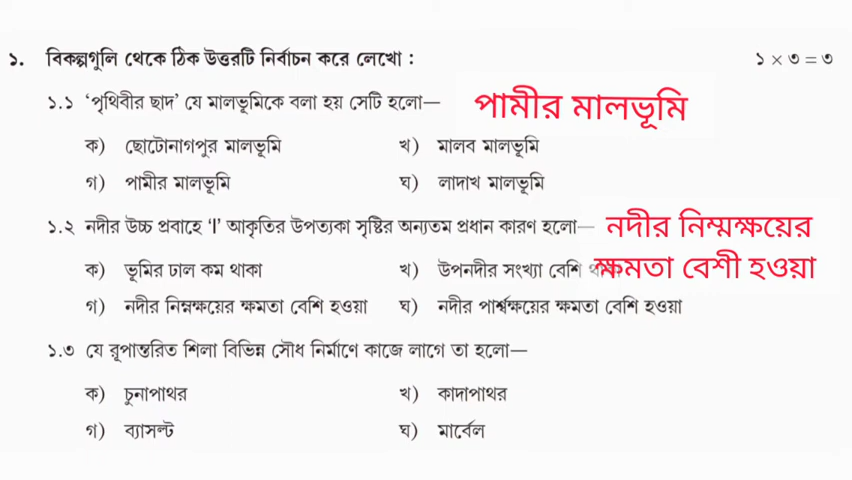 ১. বিকল্পগুলি থেকে ঠিক উত্তরটি নির্বাচন করে লেখো : ১ × ৩ = ৩
১.১ 'পৃথিবীর ছাদ' যে মালভূমিকে বলা হয় সেটি হলো— পামীর মালভূমি
ক) ছোটোনাগপুর মালভূমি খ) মালব মালভূমি
গ) পামীর মালভূমি ঘ) লাদাখ মালভূমি
১.২ নদীর উচ্চ প্রবাহে 'I' আকৃতির উপত্যকা সৃষ্টির অন্যতম প্রধান কারণ হলো— নদীর নিম্মক্ষয়ের
ক) ভূমির ঢাল কম থাকা খ) উপনদীর সংখ্যা বেশি ক্ষমতা বেশী হওয়া
গ) নদীর নিম্নক্ষয়ের ক্ষমতা বেশি হওয়া ঘ) নদীর পার্শ্বক্ষয়ের ক্ষমতা বেশি হওয়া
১.৩ যে রূপান্তরিত শিলা বিভিন্ন সৌধ নির্মাণে কাজে লাগে তা হলো—
ক) চুনাপাথর খ) কাদাপাথর
গ) ব্যাসল্ট ঘ) মার্বেল